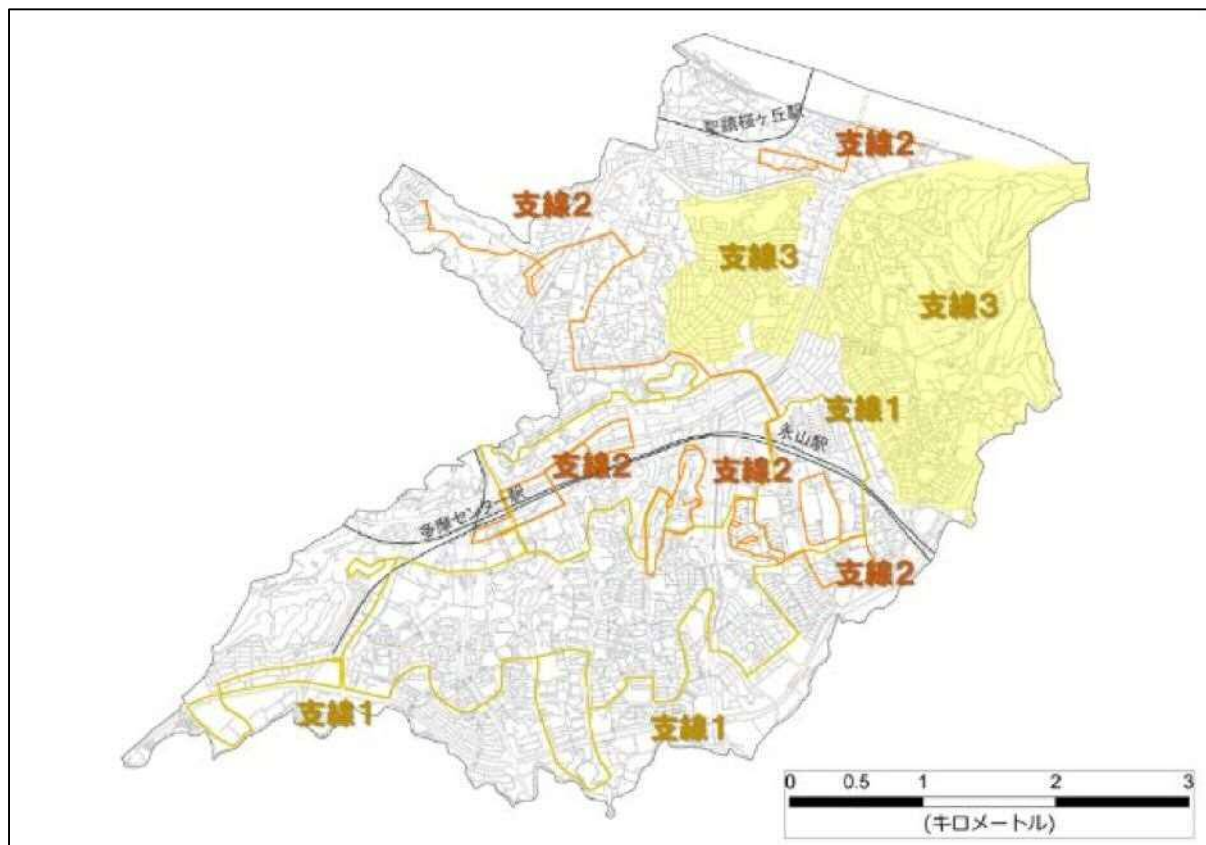 聖蹟桜ヶ丘駅
支線2
支線2
支線3
支線3
支線1
永山駅
支線2
支線2
多摩センター駅
支線2
支線1
支線1
0 0.5 1 2 3
(キロメートル)